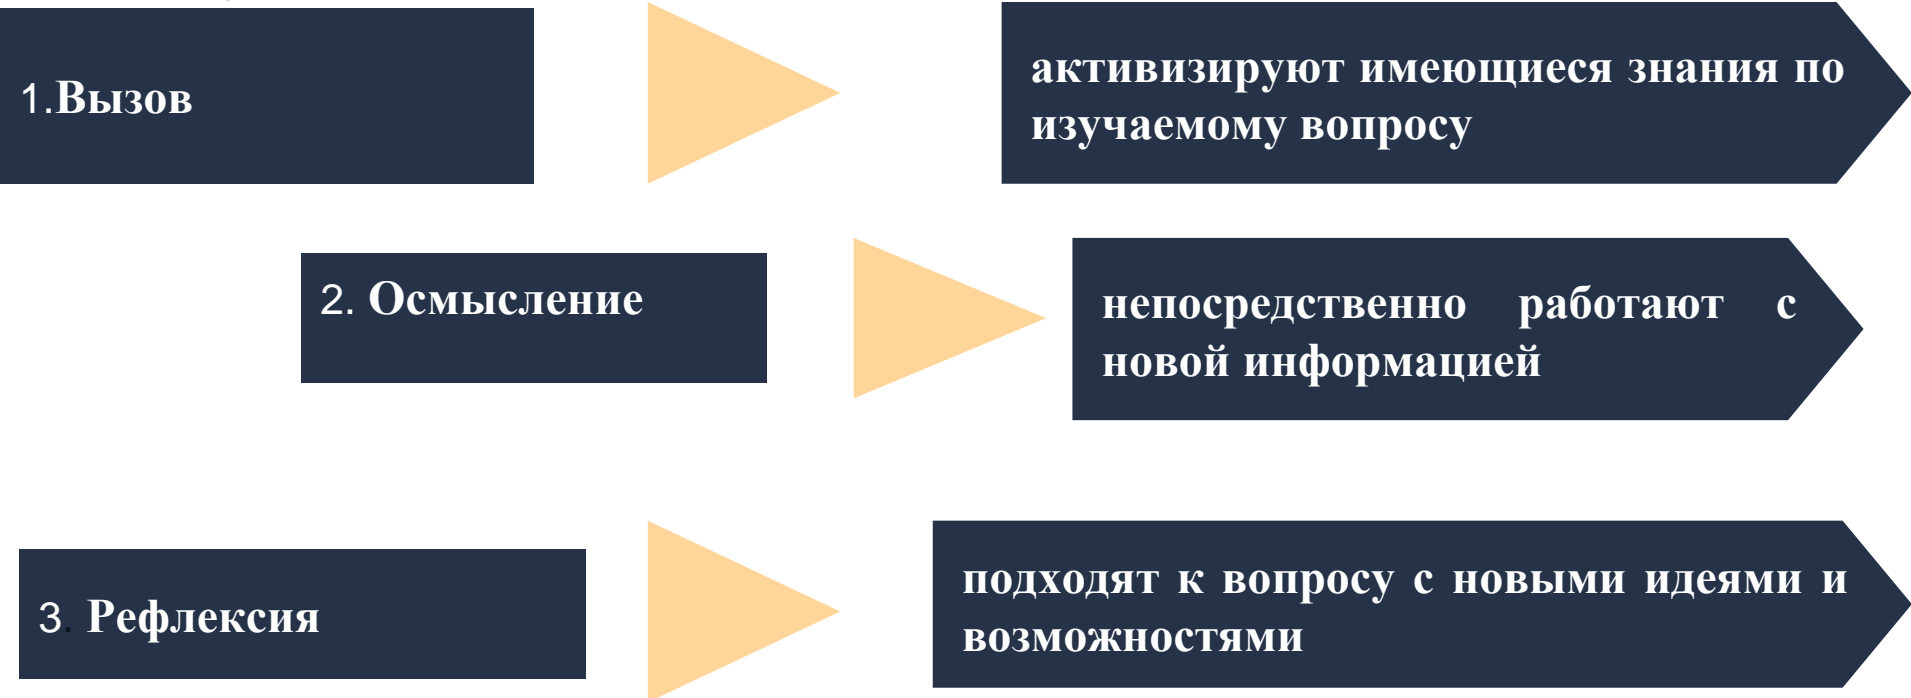 1.Вызов
активизируют имеющиеся знания по
изучаемому вопросу
2. Осмысление
непосредственно работают с
новой информацией
3. Рефлексия
подходят к вопросу с новыми идеями и
возможностями